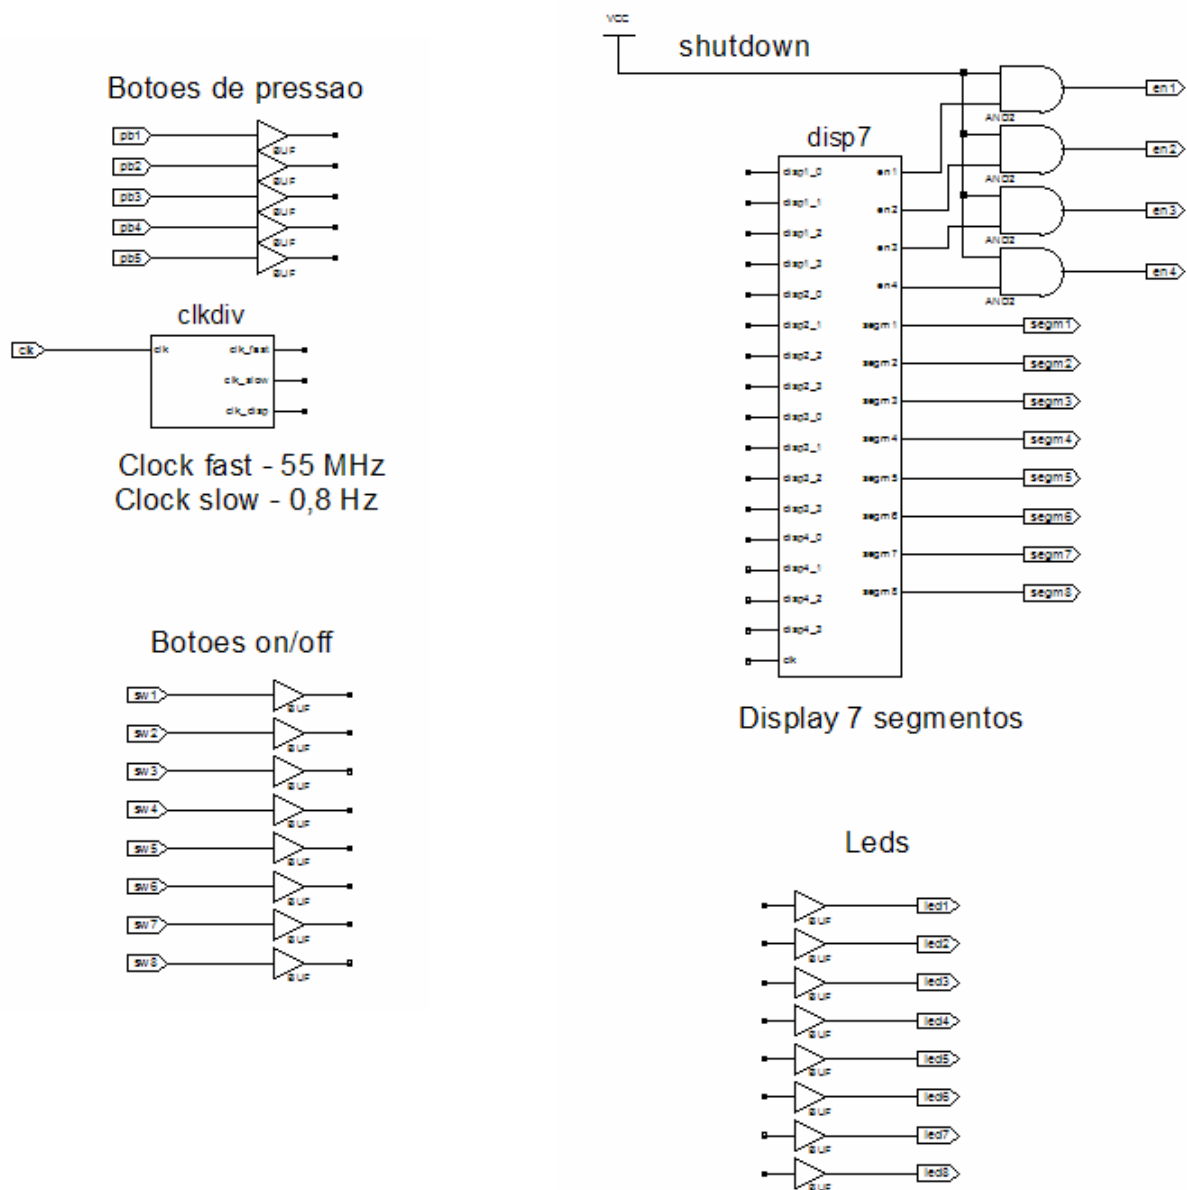 VCC
shutdown
Botoes de pressao
pb1
BUF
pb2
BUF
pb3
BUF
pb4
BUF
pb5
BUF
clkdiv
clk
clk
clk_fast
clk_slow
clk_disp
Clock fast - 55 MHz
Clock slow - 0,8 Hz
Botoes on/off
sw1
BUF
sw2
BUF
sw3
BUF
sw4
BUF
sw5
BUF
sw6
BUF
sw7
BUF
sw8
BUF
AND2
en1
AND2
en2
AND2
en3
AND2
en4
disp7
disp1_0
disp1_1
disp1_2
disp1_3
disp2_0
disp2_1
disp2_2
disp2_3
disp3_0
disp3_1
disp3_2
disp3_3
disp4_0
disp4_1
disp4_2
disp4_3
clk
en1
en2
en3
en4
segm1
segm2
segm3
segm4
segm5
segm6
segm7
segm8
segm1
segm2
segm3
segm4
segm5
segm6
segm7
segm8
Display 7 segmentos
Leds
BUF
led1
BUF
led2
BUF
led3
BUF
led4
BUF
led5
BUF
led6
BUF
led7
BUF
led8